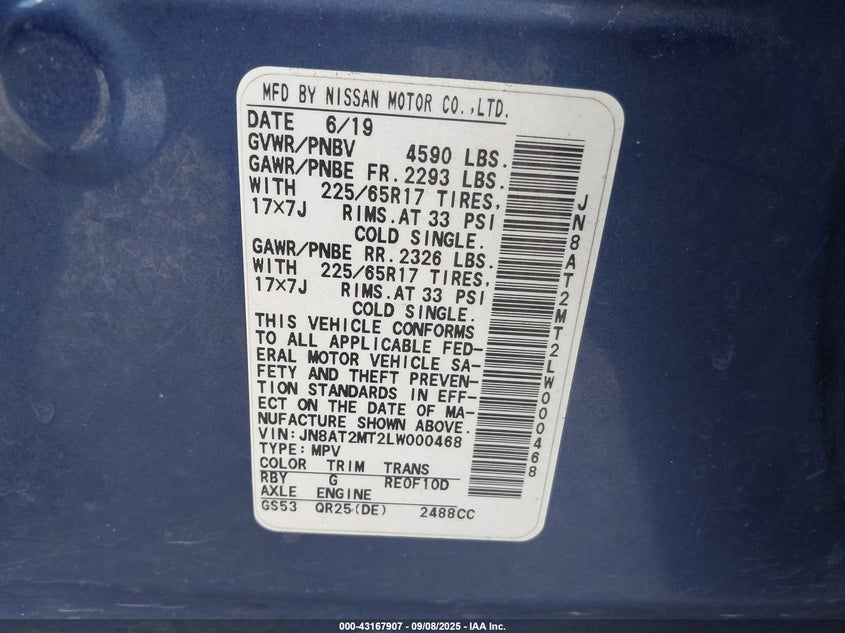 MFD BY NISSAN MOTOR CO.,LTD.
DATE 6/19
GVWR/PNBV 4590 LBS.
GAWR/PNBE FR.2293 LBS.
WITH 225/65R17 TIRES,
17×7J RIMS.AT 33 PSI
COLD SINGLE.
GAWR/PNBE RR.2326 LBS.
WITH 225/65R17 TIRES,
17×7J RIMS.AT 33 PSI
COLD SINGLE.
THIS VEHICLE CONFORMS
TO ALL APPLICABLE FED-
ERAL MOTOR VEHICLE SA-
FETY AND THEFT PREVEN-
TION STANDARDS IN EFF-
ECT ON THE DATE OF MA-
NUFACTURE SHOWN ABOVE.
VIN:JN8AT2MT2LW000468
TYPE:MPV
COLOR TRIM TRANS
RBY G RE0F10D
AXLE ENGINE
GS53 QR25(DE) 2488CC
JN8AT2MT2LW000468
000-43167907 - 09/08/2025 - IAA Inc.